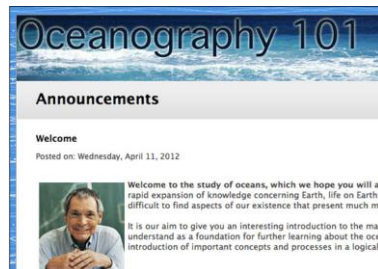 Oceanography 101
Announcements
Welcome
Posted on: Wednesday, April 11, 2012
Welcome to the study of oceans, which we hope you will a
rapid expansion of knowledge concerning Earth, life on Earth
difficult to find aspects of our existence that present much m
It is our aim to give you an interesting introduction to the ma
understand as a foundation for further learning about the oce
introduction of important concepts and processes in a logical